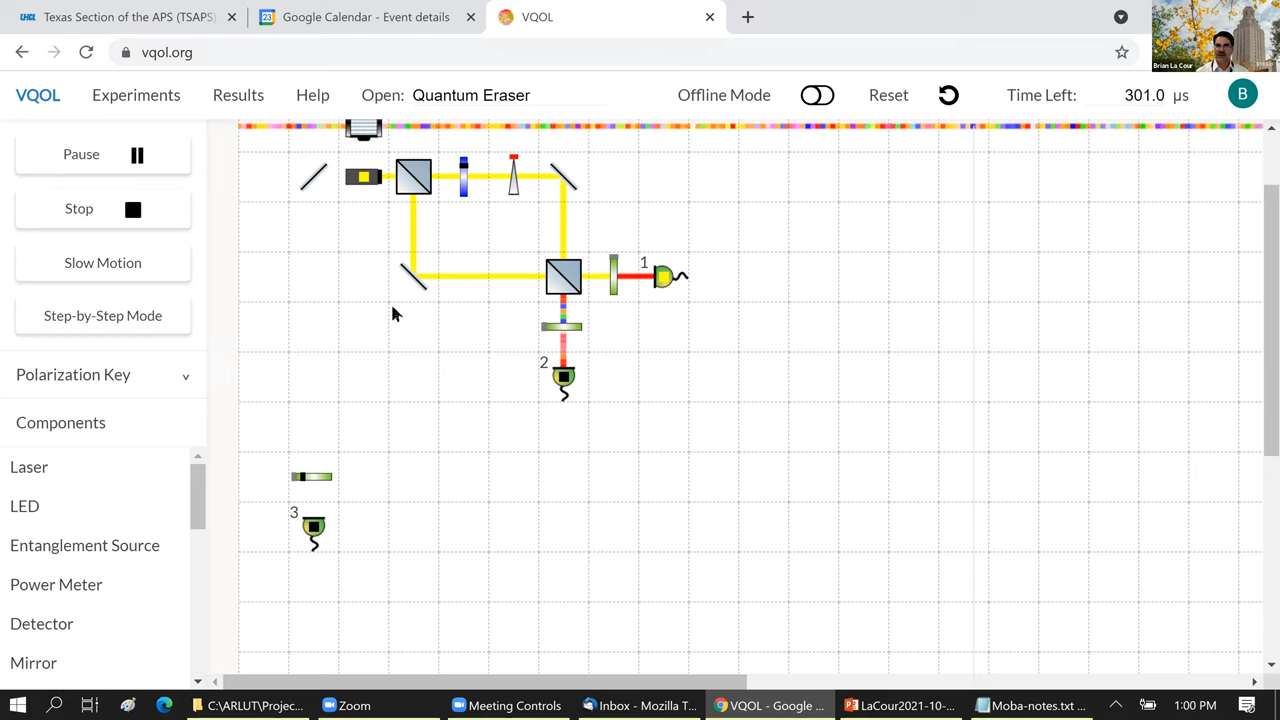 Texas Section of the APS (TSAPS)
Google Calendar - Event details
VQOL
vqol.org
Brian La Cour
VQOL
Experiments
Results
Help
Open: Quantum Eraser
Offline Mode
Reset
Time Left: 301.0 µs
B
Pause
Stop
Slow Motion
Step-by-Step Mode
Polarization Key
Components
Laser
LED
Entanglement Source
Power Meter
Detector
Mirror
1
2
3
C:\ARLUT\Projec...
Zoom
Meeting Controls
Inbox - Mozilla T...
VQOL - Google ...
LaCour2021-10-...
Moba-notes.txt ...
1:00 PM